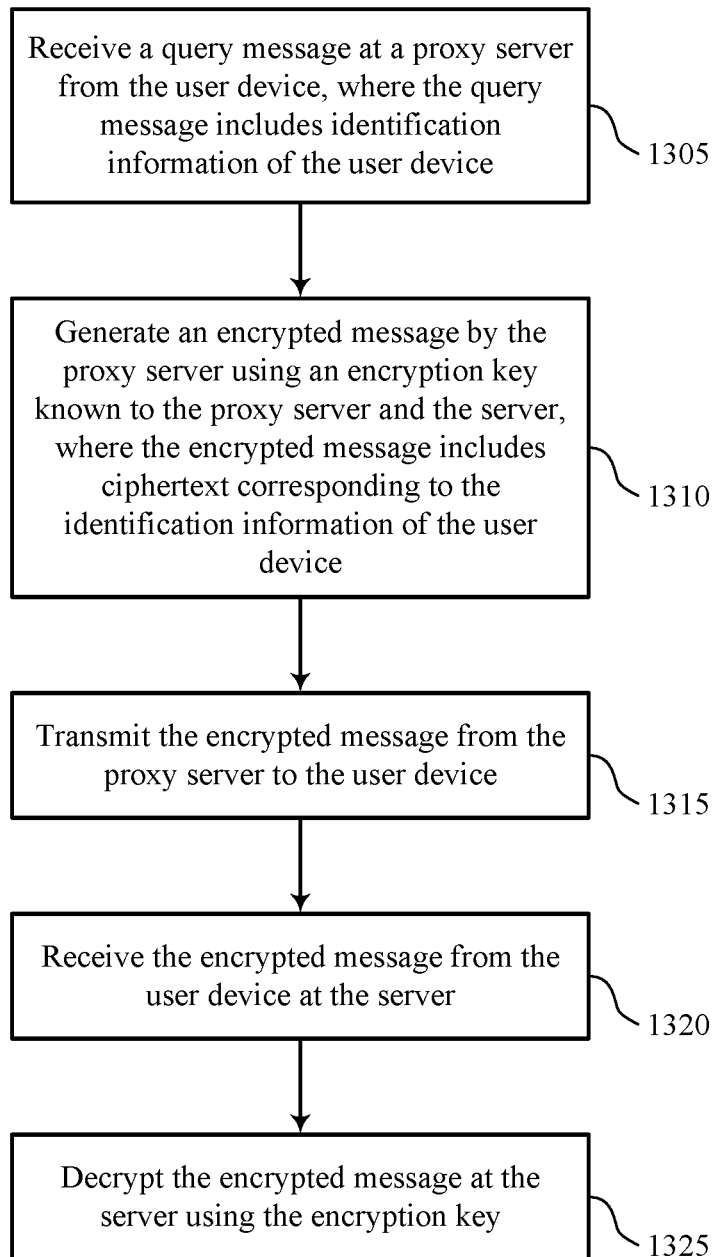 Receive a query message at a proxy server
from the user device, where the query
message includes identification
information of the user device
1305
Generate an encrypted message by the
proxy server using an encryption key
known to the proxy server and the server,
where the encrypted message includes
ciphertext corresponding to the
identification information of the user
device
1310
Transmit the encrypted message from the
proxy server to the user device
1315
Receive the encrypted message from the
user device at the server
1320
Decrypt the encrypted message at the
server using the encryption key
1325